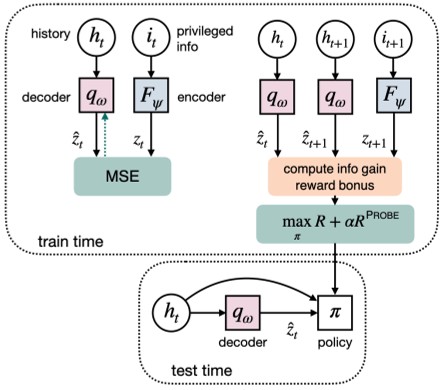 history
h_t
i_t
privileged
info
h_t
h_{t+1}
i_{t+1}
decoder
q_ω
F_ψ
encoder
q_ω
q_ω
F_ψ
ẑ_t
z_t
ẑ_t
ẑ_{t+1}
z_{t+1}
MSE
compute info gain
reward bonus
max_π R + αR^{PROBE}
train time
h_t
q_ω
ẑ_t
π
decoder
policy
test time